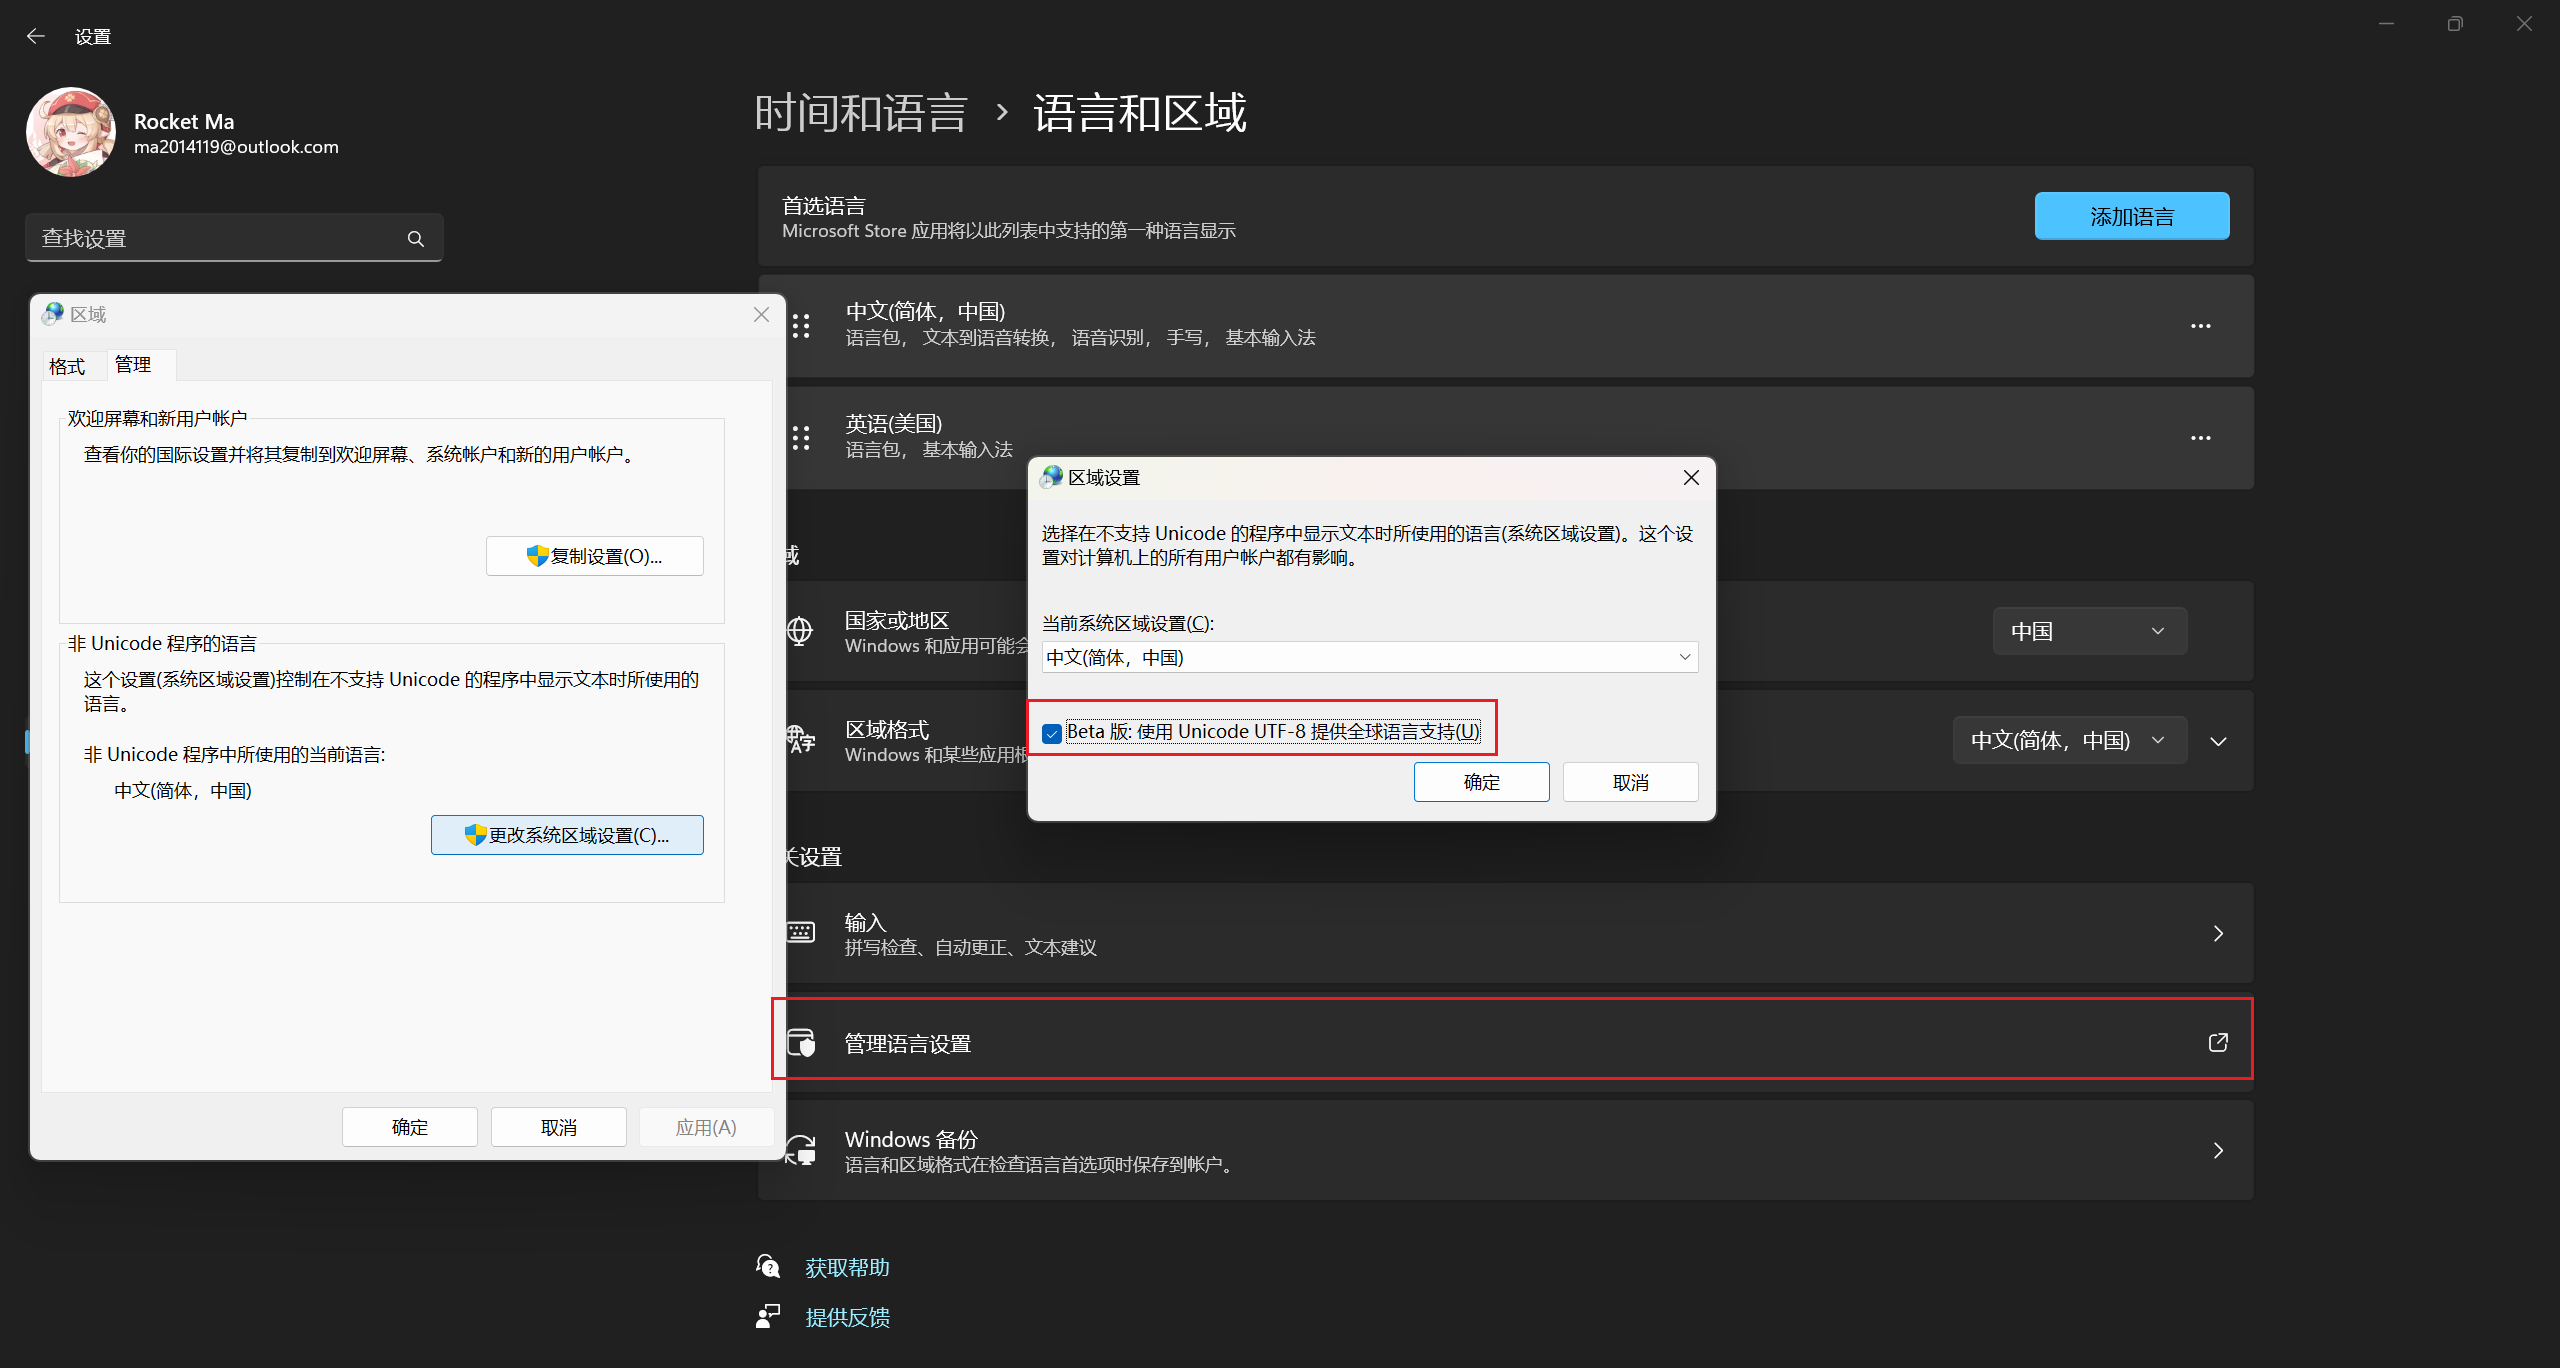 设置
Rocket Ma
ma2014119@outlook.com
查找设置
时间和语言 › 语言和区域
首选语言
Microsoft Store 应用将以此列表中支持的第一种语言显示
添加语言
中文(简体，中国)
语言包， 文本到语音转换， 语音识别， 手写， 基本输入法
英语(美国)
语言包， 基本输入法
域
国家或地区
Windows 和应用可能会
中国
区域格式
Windows 和某些应用根
中文(简体，中国)
关设置
输入
拼写检查、自动更正、文本建议
管理语言设置
Windows 备份
语言和区域格式在检查语言首选项时保存到帐户。
获取帮助
提供反馈
区域
格式
管理
欢迎屏幕和新用户帐户
查看你的国际设置并将其复制到欢迎屏幕、系统帐户和新的用户帐户。
复制设置(O)...
非 Unicode 程序的语言
这个设置(系统区域设置)控制在不支持 Unicode 的程序中显示文本时所使用的
语言。
非 Unicode 程序中所使用的当前语言:
中文(简体，中国)
更改系统区域设置(C)...
确定
取消
应用(A)
区域设置
选择在不支持 Unicode 的程序中显示文本时所使用的语言(系统区域设置)。这个设
置对计算机上的所有用户帐户都有影响。
当前系统区域设置(C):
中文(简体，中国)
Beta 版: 使用 Unicode UTF-8 提供全球语言支持(U)
确定
取消